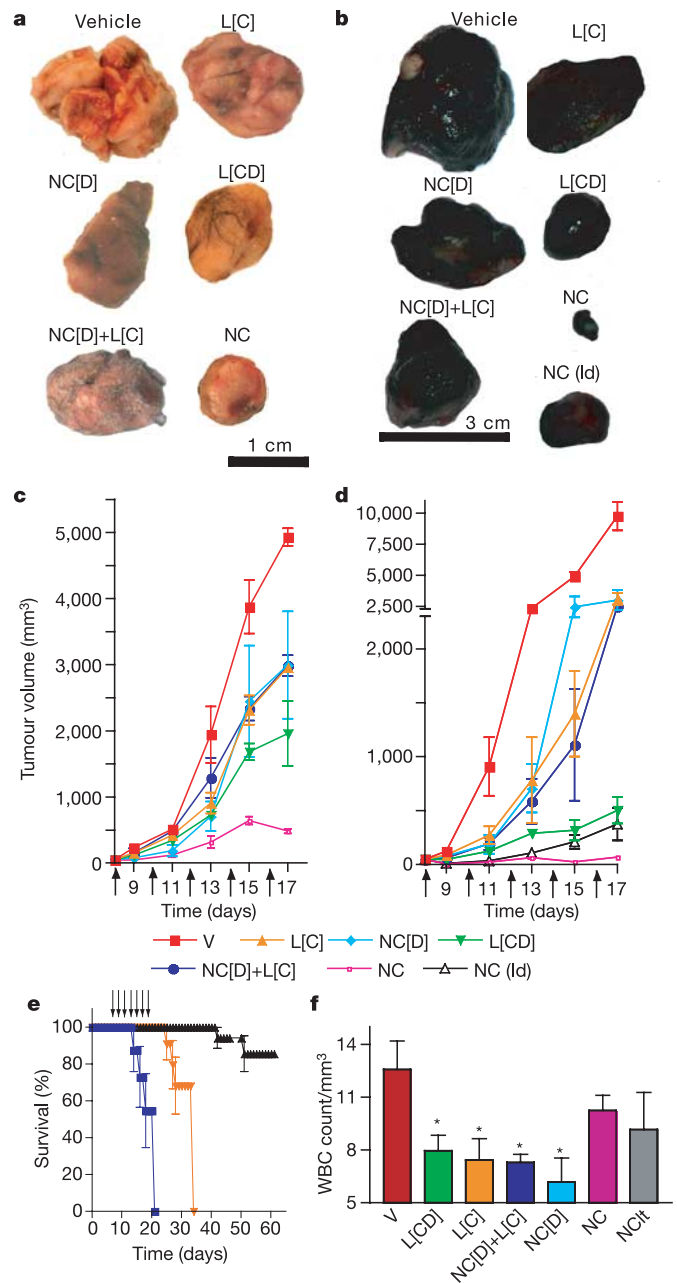 a
Vehicle
L[C]
NC[D]
L[CD]
NC[D]+L[C]
NC
1 cm
b
Vehicle
L[C]
NC[D]
L[CD]
NC[D]+L[C]
NC
NC (ld)
3 cm
c
Tumour volume (mm³)
5,000
4,000
3,000
2,000
1,000
0
9 11 13 15 17
Time (days)
d
10,000
7,500
5,000
2,500
2,000
1,000
0
9 11 13 15 17
Time (days)
V L[C] NC[D] L[CD]
NC[D]+L[C] NC NC (ld)
e
Survival (%)
100
80
60
40
20
0
0 10 20 30 40 50 60
Time (days)
f
WBC count/mm³
14
11
8
5
* * * *
V
L[CD]
L[C]
NC[D]+L[C]
NC[D]
NC
NClt